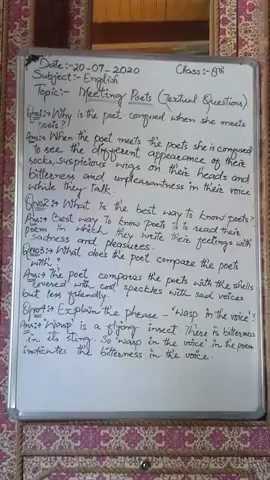 Date:- 20-07-2020 Class:- 8th
Subject:- English
Topic:- Meeting Poets (Textual Questions)
Qno1:- Why is the poet confused when she meets
poets?
Ans:- When the poet meets the poets she is confused
to see the different appearance of their
socks, suspicious wigs on their heads and
bitterness and unpleasantness in their voice
while they talk.
Qno2:- What is the best way to know poets?
Ans:- Best way to know poets is to read their
poem in which they write their feelings with
sadness and pleasures.
Qno3:- What does the poet compare the poets
with?
Ans:- The poet compares the poets with the shells
covered with cool speckles with sad voices
but less friendly.
Qno4:- Explain the phrase - 'Wasp in the voice'?
Ans:- 'Wasp' is a flying insect There is bitterness
in its sting. So 'wasp in the voice' in the poem
indicates the bitterness in the voice.